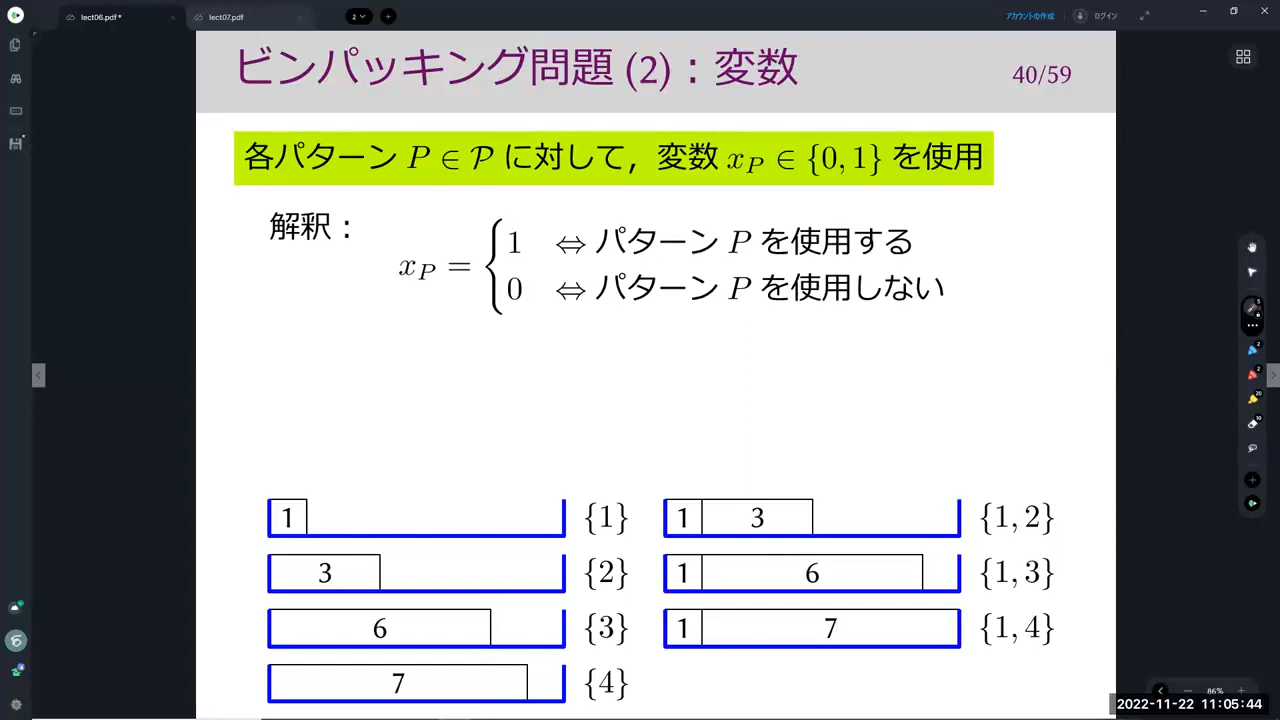 lect06.pdf *
lect07.pdf
2
アカウントの作成
ログイン
ビンパッキング問題 (2)：変数
40/59
各パターン P ∈ 𝒫 に対して，変数 x_P ∈ {0, 1} を使用
解釈：
x_P = { 1 ⇔ パターン P を使用する
0 ⇔ パターン P を使用しない
1 {1} 1 3 {1, 2}
3 {2} 1 6 {1, 3}
6 {3} 1 7 {1, 4}
7 {4}
86%
2022-11-22 11:05:44